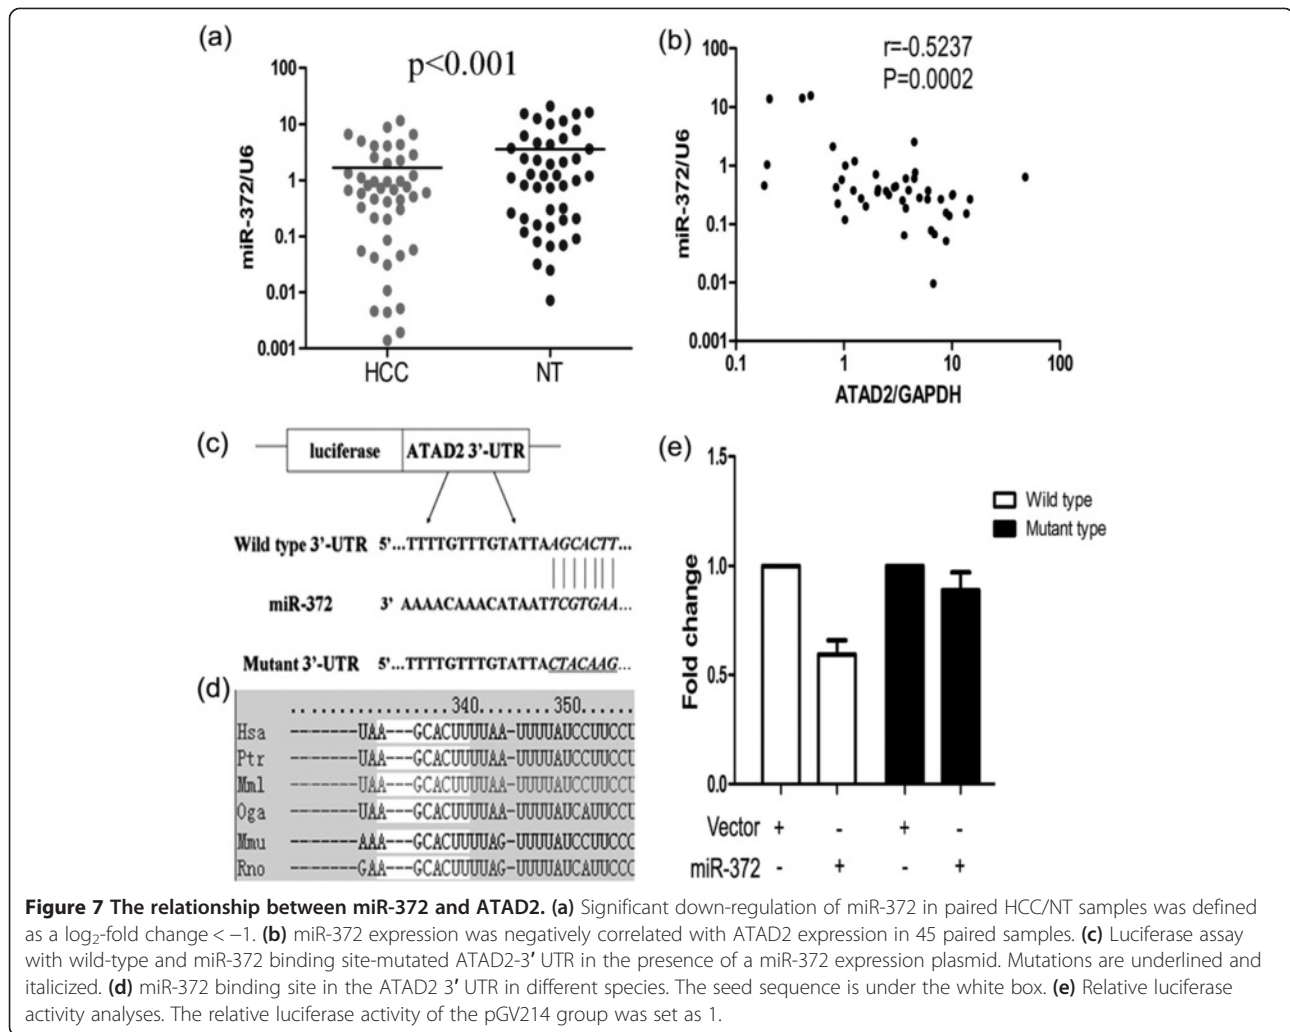 (a)
p<0.001
miR-372/U6
100
10
1
0.1
0.01
0.001
HCC NT
(b)
r=-0.5237
P=0.0002
miR-372/U6
100
10
1
0.1
0.01
0.001
0.1 1 10 100
ATAD2/GAPDH
(c)
luciferase ATAD2 3'-UTR
Wild type 3'-UTR 5'...TTTTGTTTGTATTAAGCACTT...
miR-372 3' AAAACAAACATAATTCGTGAA...
Mutant 3'-UTR 5'...TTTTGTTTGTATTACTACAAG...
(d)
.................340.........350......
Hsa -------UAA---GCACUUUUAA-UUUUAUCCUUCCU
Ptr -------UAA---GCACUUUUAA-UUUUAUCCUUCCU
Mml -------UAA---GCACUUUUAA-UUUUAUCCUUCCU
Oga -------UAA---GCACUUUUAA-UUUUAUCAUUCCU
Mmu -------AAA---GCACUUUUAG-UUUUAUCCUUCCC
Rno -------GAA---GCACUUUUAG-UUUUAUCAUUCCC
(e)
Fold change
1.5
1.0
0.5
0.0
Wild type
Mutant type
Vector + - + -
miR-372 - + - +
Figure 7 The relationship between miR-372 and ATAD2. (a) Significant down-regulation of miR-372 in paired HCC/NT samples was defined
as a log₂-fold change < −1. (b) miR-372 expression was negatively correlated with ATAD2 expression in 45 paired samples. (c) Luciferase assay
with wild-type and miR-372 binding site-mutated ATAD2-3′ UTR in the presence of a miR-372 expression plasmid. Mutations are underlined and
italicized. (d) miR-372 binding site in the ATAD2 3′ UTR in different species. The seed sequence is under the white box. (e) Relative luciferase
activity analyses. The relative luciferase activity of the pGV214 group was set as 1.